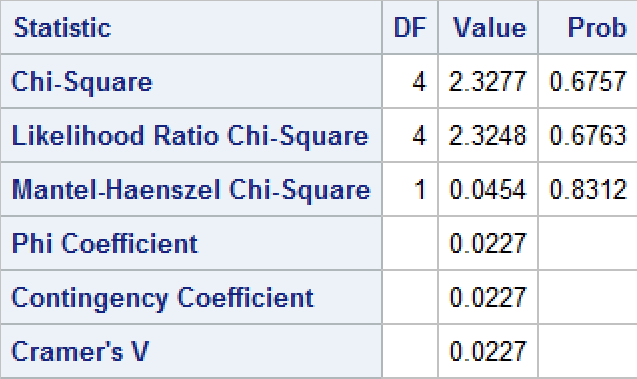 Statistic DF Value Prob
Chi-Square 4 2.3277 0.6757
Likelihood Ratio Chi-Square 4 2.3248 0.6763
Mantel-Haenszel Chi-Square 1 0.0454 0.8312
Phi Coefficient 0.0227
Contingency Coefficient 0.0227
Cramer's V 0.0227